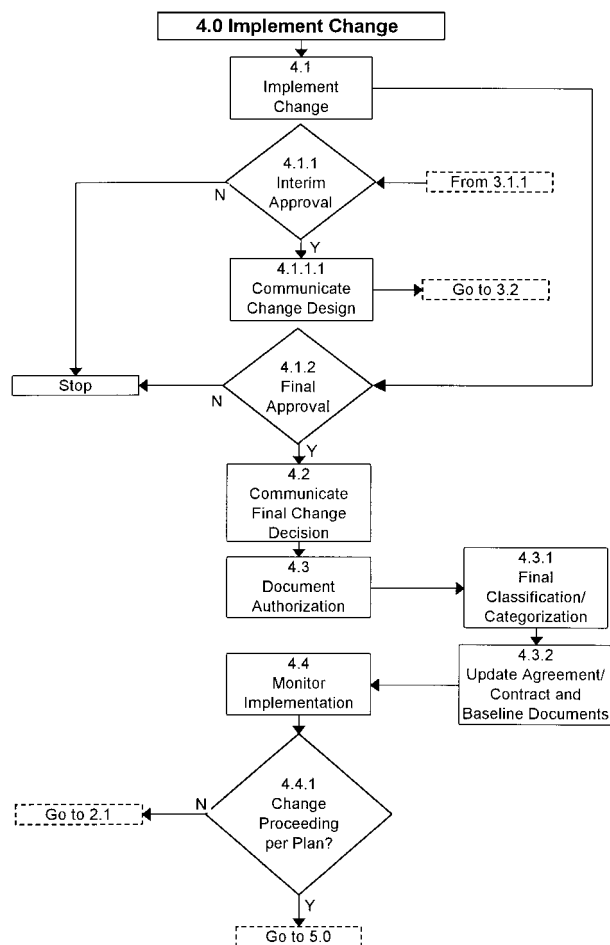 4.0 Implement Change
4.1
Implement
Change
4.1.1
Interim
Approval
From 3.1.1
N
Y
4.1.1.1
Communicate
Change Design
Go to 3.2
4.1.2
Final
Approval
Stop
N
Y
4.2
Communicate
Final Change
Decision
4.3
Document
Authorization
4.3.1
Final
Classification/
Categorization
4.3.2
Update Agreement/
Contract and
Baseline Documents
4.4
Monitor
Implementation
4.4.1
Change
Proceeding
per Plan?
N
Go to 2.1
Y
Go to 5.0